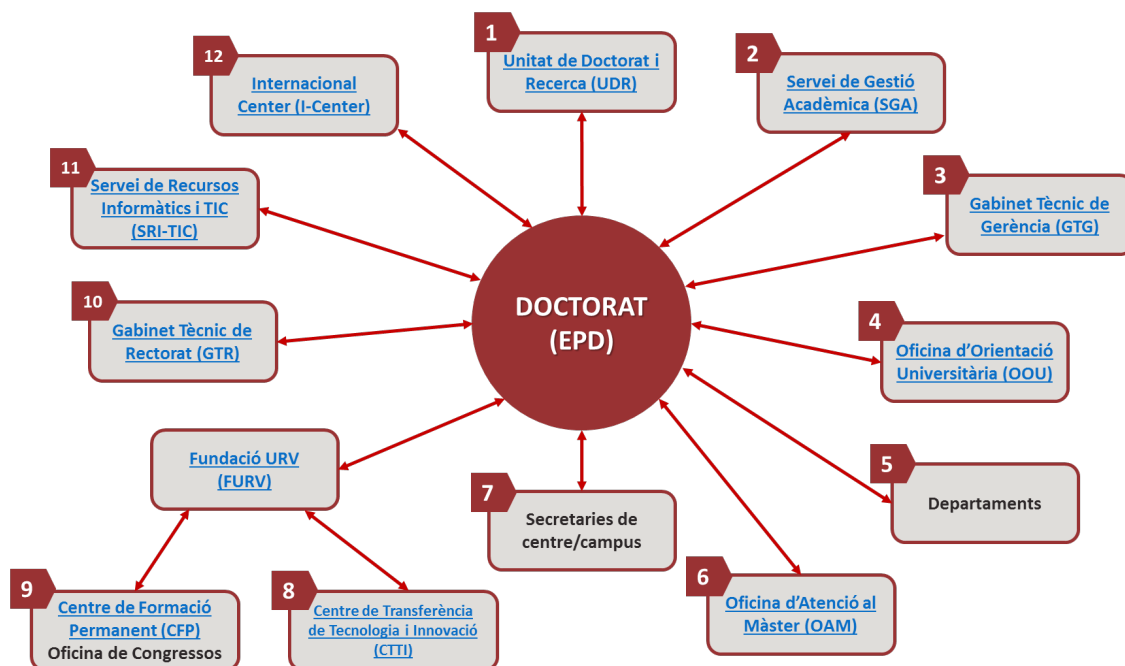 1
Unitat de Doctorat i
Recerca (UDR)
2
Servei de Gestió
Acadèmica (SGA)
3
Gabinet Tècnic de
Gerència (GTG)
4
Oficina d’Orientació
Universitària (OOU)
5
Departaments
6
Oficina d’Atenció al
Màster (OAM)
7
Secretaries de
centre/campus
8
Centre de Transferència
de Tecnologia i Innovació
(CTTI)
9
Centre de Formació
Permanent (CFP)
Oficina de Congressos
Fundació URV
(FURV)
10
Gabinet Tècnic de
Rectorat (GTR)
11
Servei de Recursos
Informàtics i TIC
(SRI-TIC)
12
Internacional
Center (I-Center)
DOCTORAT
(EPD)